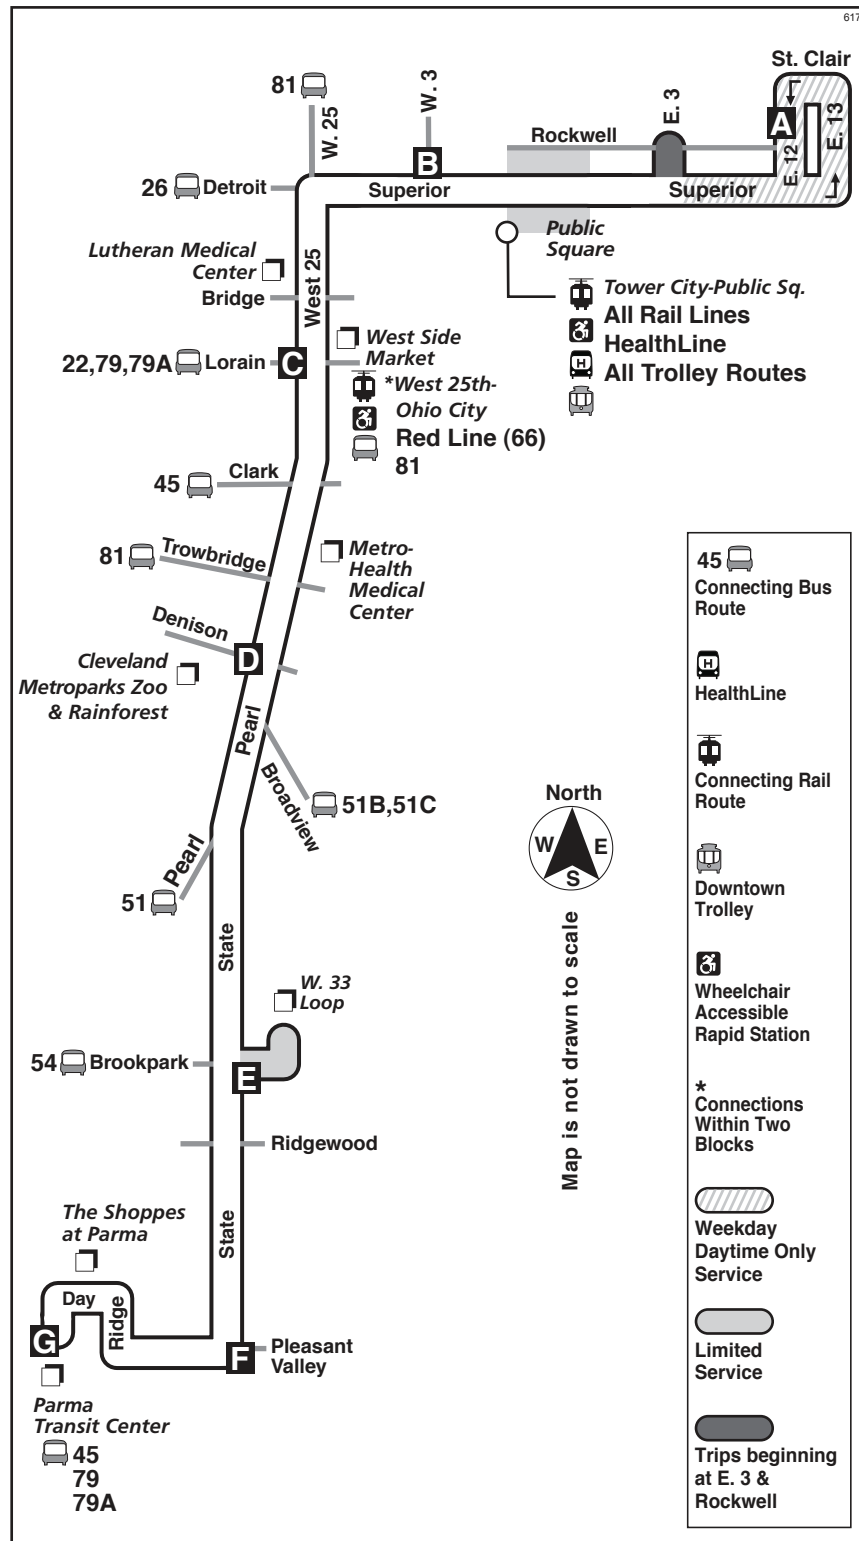 617
St. Clair
81
W. 25
W. 3
E. 3
A
E. 12
E. 13
Rockwell
B
26 Detroit
Superior
Superior
Public
Square
Lutheran Medical
Center
West 25
Bridge
Tower City-Public Sq.
All Rail Lines
HealthLine
H
All Trolley Routes
West Side
Market
22,79,79A Lorain
C
*West 25th-
Ohio City
Red Line (66)
81
45 Clark
81 Trowbridge
Metro-
Health
Medical
Center
Denison
D
Cleveland
Metroparks Zoo
& Rainforest
Pearl
Broadview
51B,51C
Pearl
51
State
W. 33
Loop
54 Brookpark
E
Ridgewood
The Shoppes
at Parma
State
Day
Ridge
G
F
Pleasant
Valley
Parma
Transit Center
45
79
79A
North
W E
S
Map is not drawn to scale
45
Connecting Bus
Route
H
HealthLine
Connecting Rail
Route
Downtown
Trolley
Wheelchair
Accessible
Rapid Station
*
Connections
Within Two
Blocks
Weekday
Daytime Only
Service
Limited
Service
Trips beginning
at E. 3 &
Rockwell